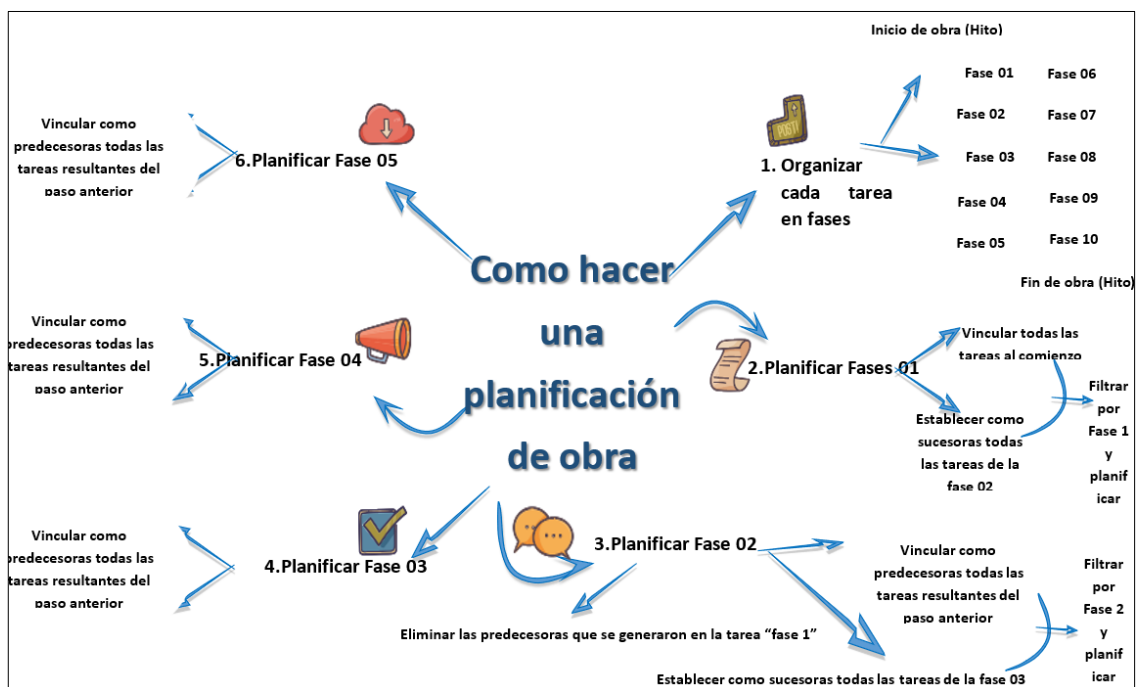 Como hacer
una
planificación
de obra
Inicio de obra (Hito)
1. Organizar
cada tarea
en fases
Fase 01
Fase 06
Fase 02
Fase 07
Fase 03
Fase 08
Fase 04
Fase 09
Fase 05
Fase 10
Fin de obra (Hito)
2.Planificar Fases 01
Vincular todas las
tareas al comienzo
Establecer como
sucesoras todas
las tareas de la
fase 02
Filtrar
por
Fase 1
y
planif
icar
3.Planificar Fase 02
Vincular como
predecesoras todas las
tareas resultantes del
paso anterior
Eliminar las predecesoras que se generaron en la tarea “fase 1”
Establecer como sucesoras todas las tareas de la fase 03
Filtrar
por
Fase 2
y
planif
icar
4.Planificar Fase 03
Vincular como
predecesoras todas las
tareas resultantes del
paso anterior
5.Planificar Fase 04
Vincular como
predecesoras todas las
tareas resultantes del
paso anterior
6.Planificar Fase 05
Vincular como
predecesoras todas las
tareas resultantes del
paso anterior